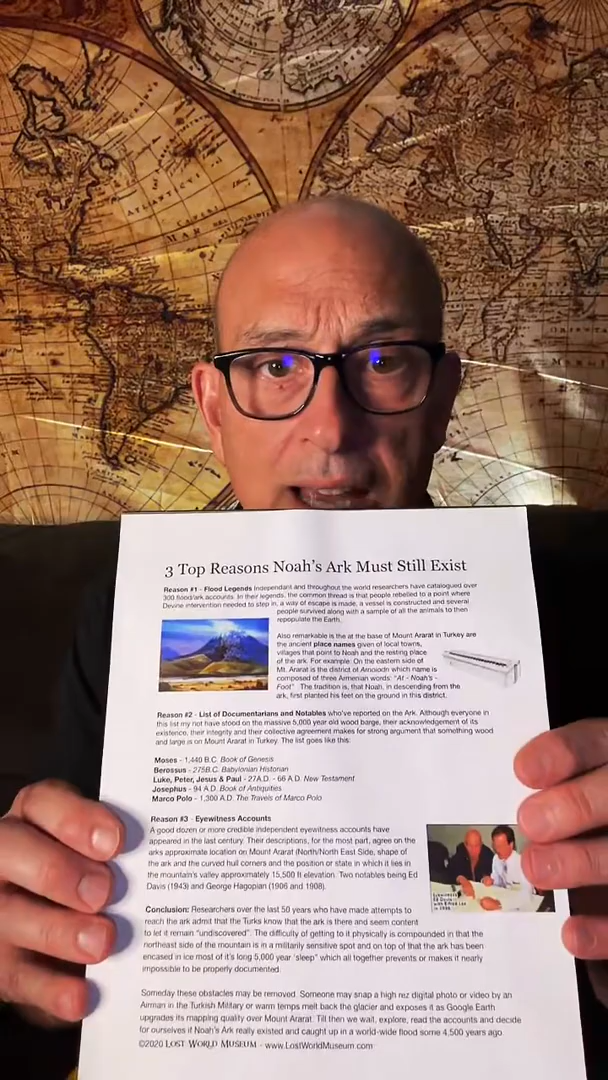 3 Top Reasons Noah's Ark Must Still Exist
Reason #1 - Flood Legends Independant and throughout the world researchers have catalogued over
300 flood/ark accounts. In their legends, the common thread is that people rebelled to a point where
Devine intervention needed to step in, a way of escape is made, a vessel is constructed and several
people survived along with a sample of all the animals to then
repopulate the Earth.
Also remarkable is the at the base of Mount Ararat in Turkey are
the ancient place names given of local towns,
villages that point to Noah and the resting place
of the ark. For example: On the eastern side of
Mt. Ararat is the district of which name is
composed of three Armenian words: "At - Noah's -
Foot" The tradition is, that Noah, in descending from the
ark, first planted his feet on the ground in this district.
Reason #2 - List of Documentarians and Notables who've reported on the Ark. Although everyone in
this list my not have stood on the massive 5,000 year old wood barge, their acknowledgement of its
existence, their integrity and their collective agreement makes for strong argument that something wood
and large is on Mount Ararat in Turkey. The list goes like this:
Moses - 1,440 B.C. Book of Genesis
Berossus - 275B.C. Babylonian Historian
Luke, Peter, Jesus & Paul - 27A.D. - 66 A.D. New Testament
Josephus - 94 A.D. Book of Antiquities
Marco Polo - 1,300 A.D. The Travels of Marco Polo
Reason #3 - Eyewitness Accounts
A good dozen or more credible independent eyewitness accounts have
appeared in the last century. Their descriptions, for the most part, agree on the
arks approximate location on Mount Ararat (North/North East Side, shape of
the ark and the curved hull corners and the position or state in which it lies in
the mountain's valley approximately 15,500 ft elevation. Two notables being Ed
Davis (1943) and George Hagopian (1906 and 1908).
Conclusion: Researchers over the last 50 years who have made attempts to
reach the ark admit that the Turks know that the ark is there and seem content
to let it remain "undiscovered". The difficulty of getting to it physically is compounded in that the
northeast side of the mountain is in a militarily sensitive spot and on top of that the ark has been
encased in ice most of it's long 5,000 year 'sleep" which all together prevents or makes it nearly
impossible to be properly documented.
Someday these obstacles may be removed. Someone may snap a high rez digital photo or video by an
Airman in the Turkish Military or warm temps melt back the glacier and exposes it as Google Earth
upgrades its mapping quality over Mount Ararat. Till then we wait, explore, read the accounts and decide
for ourselves if Noah's Ark really existed and caught up in a world-wide flood some 4,500 years ago.
©2020 LOST WORLD MUSEUM - www.LostWorldMuseum.com